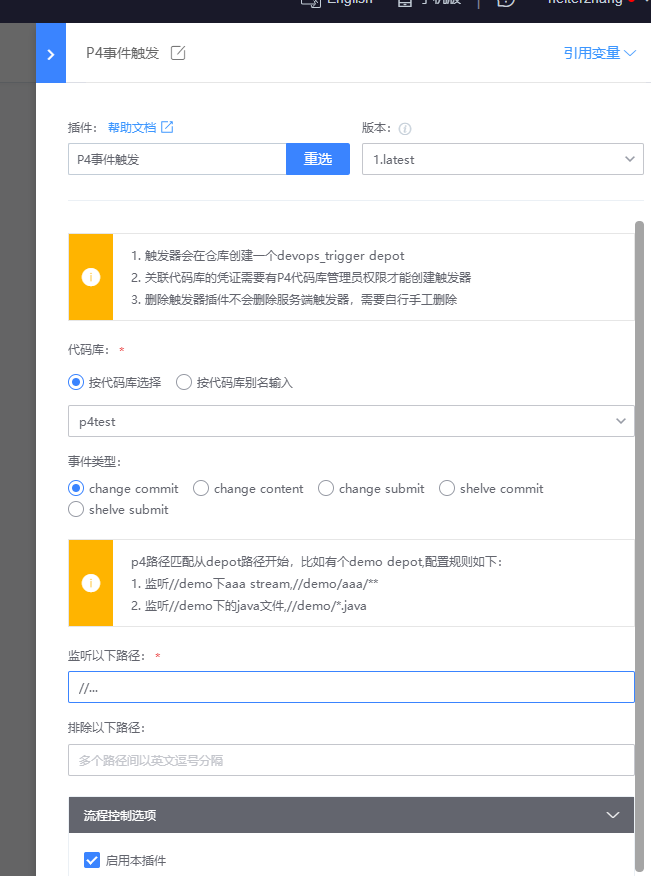 English
手机版
heiterzhang
P4事件触发
引用变量
插件： 帮助文档
版本：
P4事件触发 重选
1.latest
1. 触发器会在仓库创建一个devops_trigger depot
2. 关联代码库的凭证需要有P4代码库管理员权限才能创建触发器
3. 删除触发器插件不会删除服务端触发器，需要自行手工删除
代码库： *
按代码库选择 按代码库别名输入
p4test
事件类型：
change commit change content change submit shelve commit
shelve submit
p4路径匹配从depot路径开始，比如有个demo depot,配置规则如下：
1. 监听//demo下aaa stream,//demo/aaa/**
2. 监听//demo下的java文件,//demo/*.java
监听以下路径： *
//...
排除以下路径：
多个路径间以英文逗号分隔
流程控制选项
启用本插件